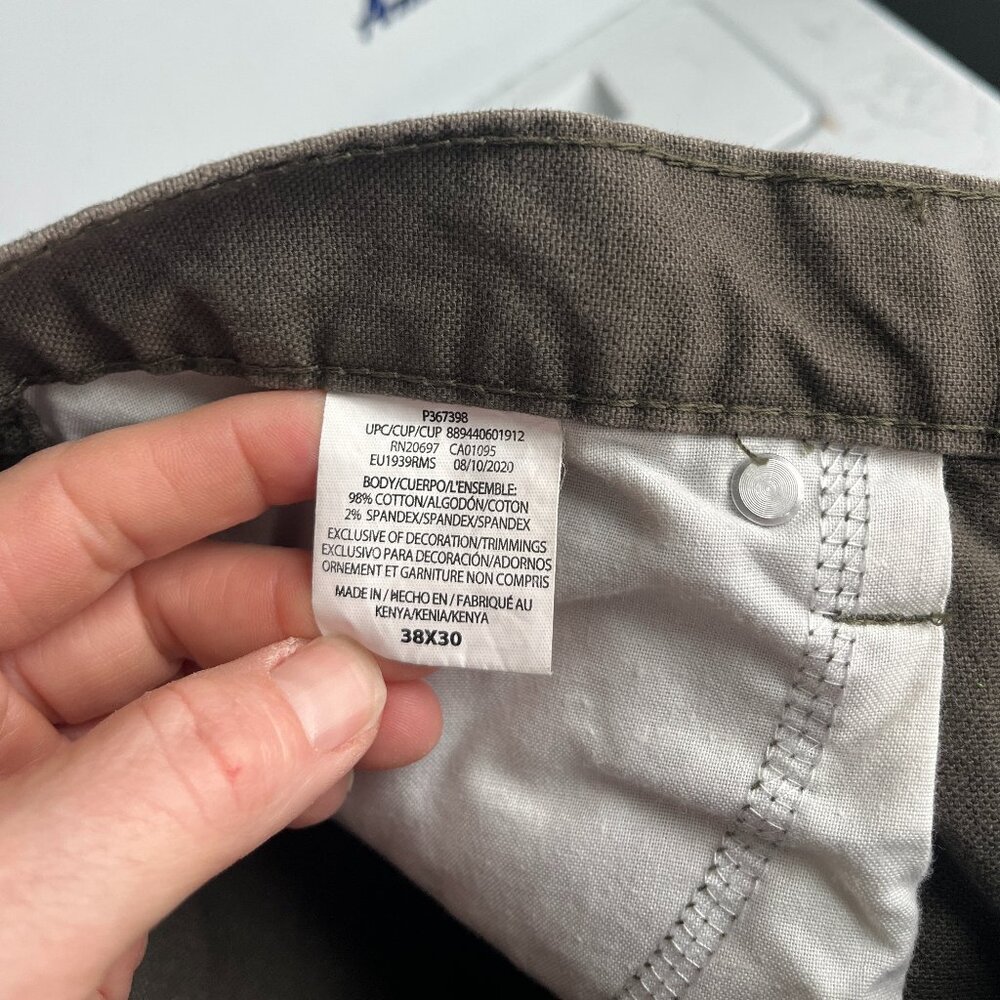 P367398
UPC/CUP/CUP 889440601912
RN20697 CA01095
EU1939RMS 08/10/2020
BODY/CUERPO/L'ENSEMBLE:
98% COTTON/ALGODÓN/COTON
2% SPANDEX/SPANDEX/SPANDEX
EXCLUSIVE OF DECORATION/TRIMMINGS
EXCLUSIVO PARA DECORACIÓN/ADORNOS
ORNEMENT ET GARNITURE NON COMPRIS
MADE IN / HECHO EN / FABRIQUÉ AU
KENYA/KENIA/KENYA
38X30